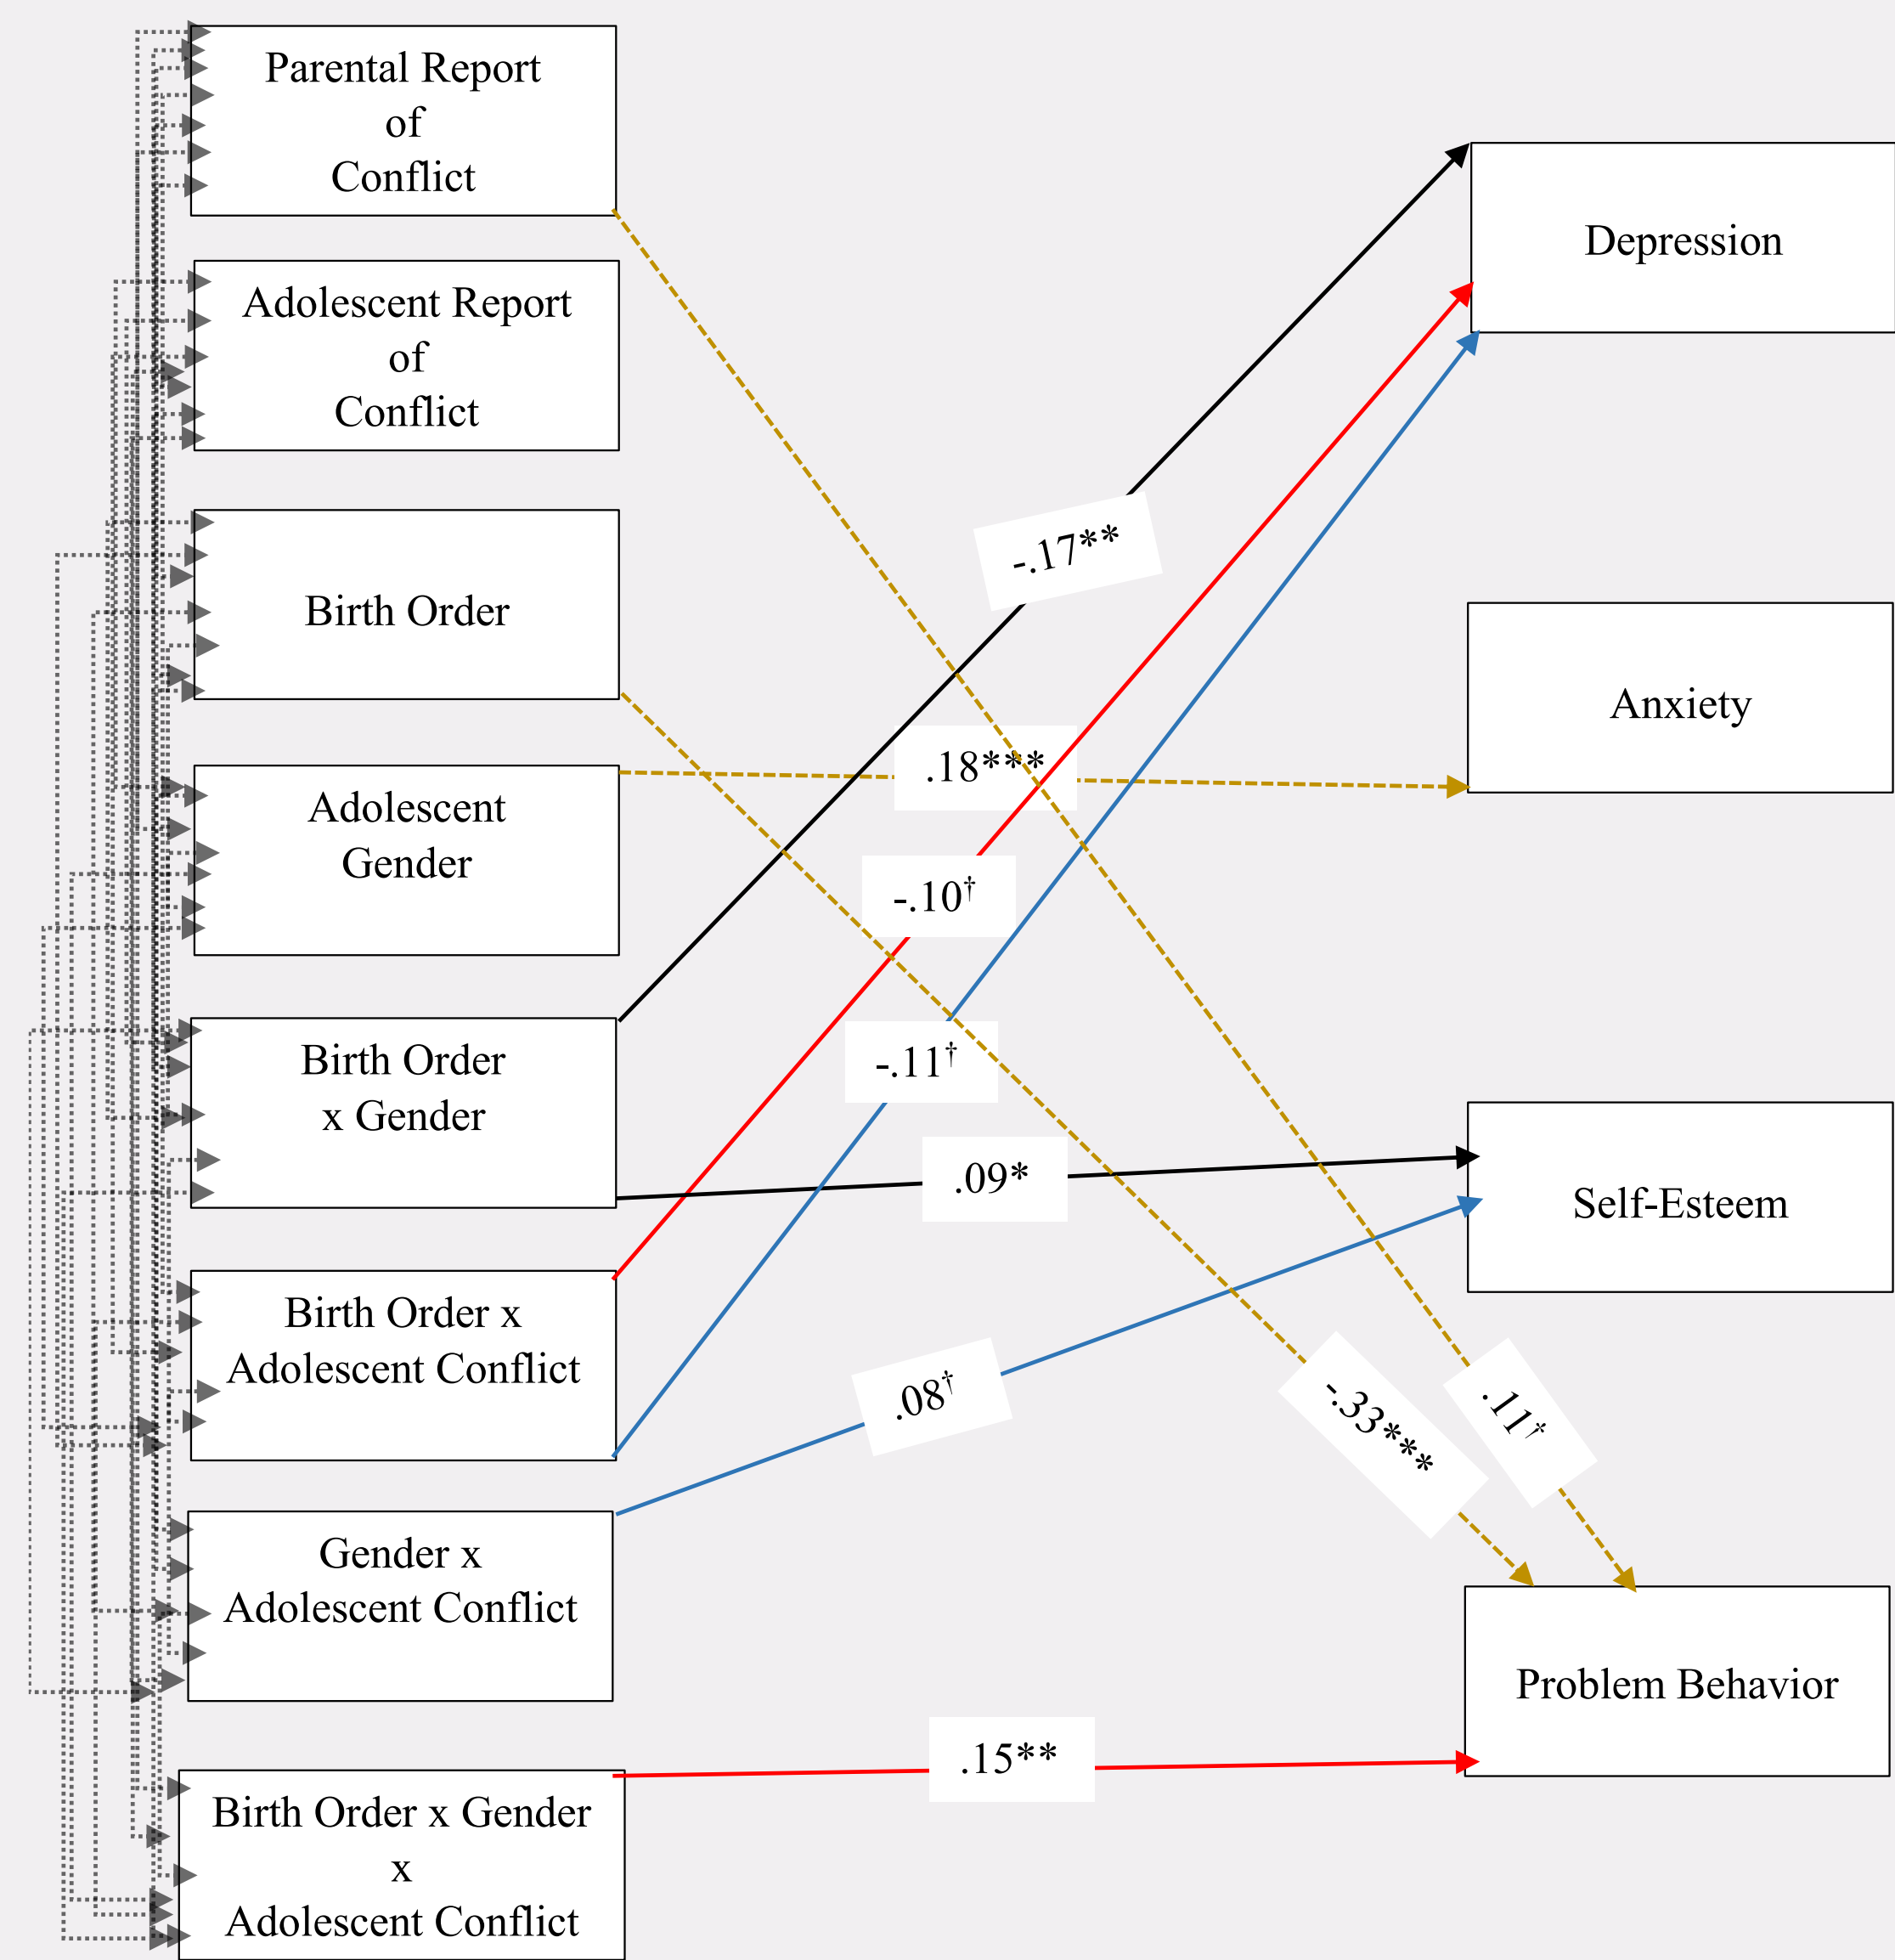 Parental Report
of
Conflict
Adolescent Report
of
Conflict
Birth Order
Adolescent
Gender
Birth Order
x Gender
Birth Order x
Adolescent Conflict
Gender x
Adolescent Conflict
Birth Order x Gender
x
Adolescent Conflict
-.17**
.18***
-.10†
-.11†
.09*
.08†
-.33***
.11†
.15**
Depression
Anxiety
Self-Esteem
Problem Behavior